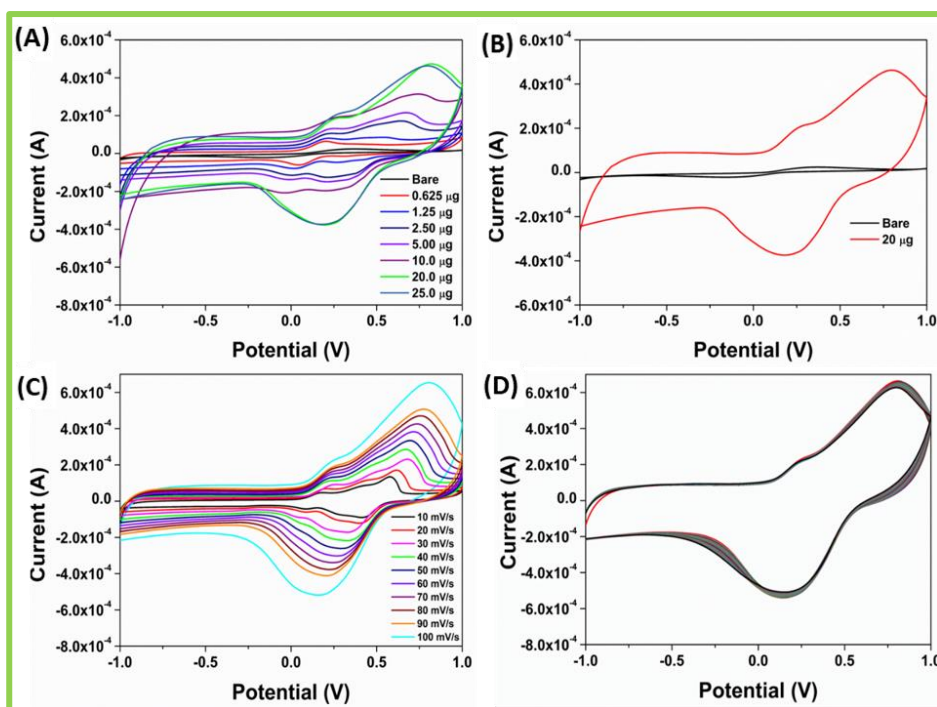 (A)
6.0x10⁻⁴
4.0x10⁻⁴
2.0x10⁻⁴
0.0
-2.0x10⁻⁴
-4.0x10⁻⁴
-6.0x10⁻⁴
-8.0x10⁻⁴
Current (A)
Bare
0.625 μg
1.25 μg
2.50 μg
5.00 μg
10.0 μg
20.0 μg
25.0 μg
-1.0 -0.5 0.0 0.5 1.0
Potential (V)
(B)
6.0x10⁻⁴
4.0x10⁻⁴
2.0x10⁻⁴
0.0
-2.0x10⁻⁴
-4.0x10⁻⁴
-6.0x10⁻⁴
Current (A)
Bare
20 μg
-1.0 -0.5 0.0 0.5 1.0
Potential (V)
(C)
6.0x10⁻⁴
4.0x10⁻⁴
2.0x10⁻⁴
0.0
-2.0x10⁻⁴
-4.0x10⁻⁴
-6.0x10⁻⁴
-8.0x10⁻⁴
Current (A)
10 mV/s
20 mV/s
30 mV/s
40 mV/s
50 mV/s
60 mV/s
70 mV/s
80 mV/s
90 mV/s
100 mV/s
-1.0 -0.5 0.0 0.5 1.0
Potential (V)
(D)
6.0x10⁻⁴
4.0x10⁻⁴
2.0x10⁻⁴
0.0
-2.0x10⁻⁴
-4.0x10⁻⁴
-6.0x10⁻⁴
-8.0x10⁻⁴
Current (A)
-1.0 -0.5 0.0 0.5 1.0
Potential (V)